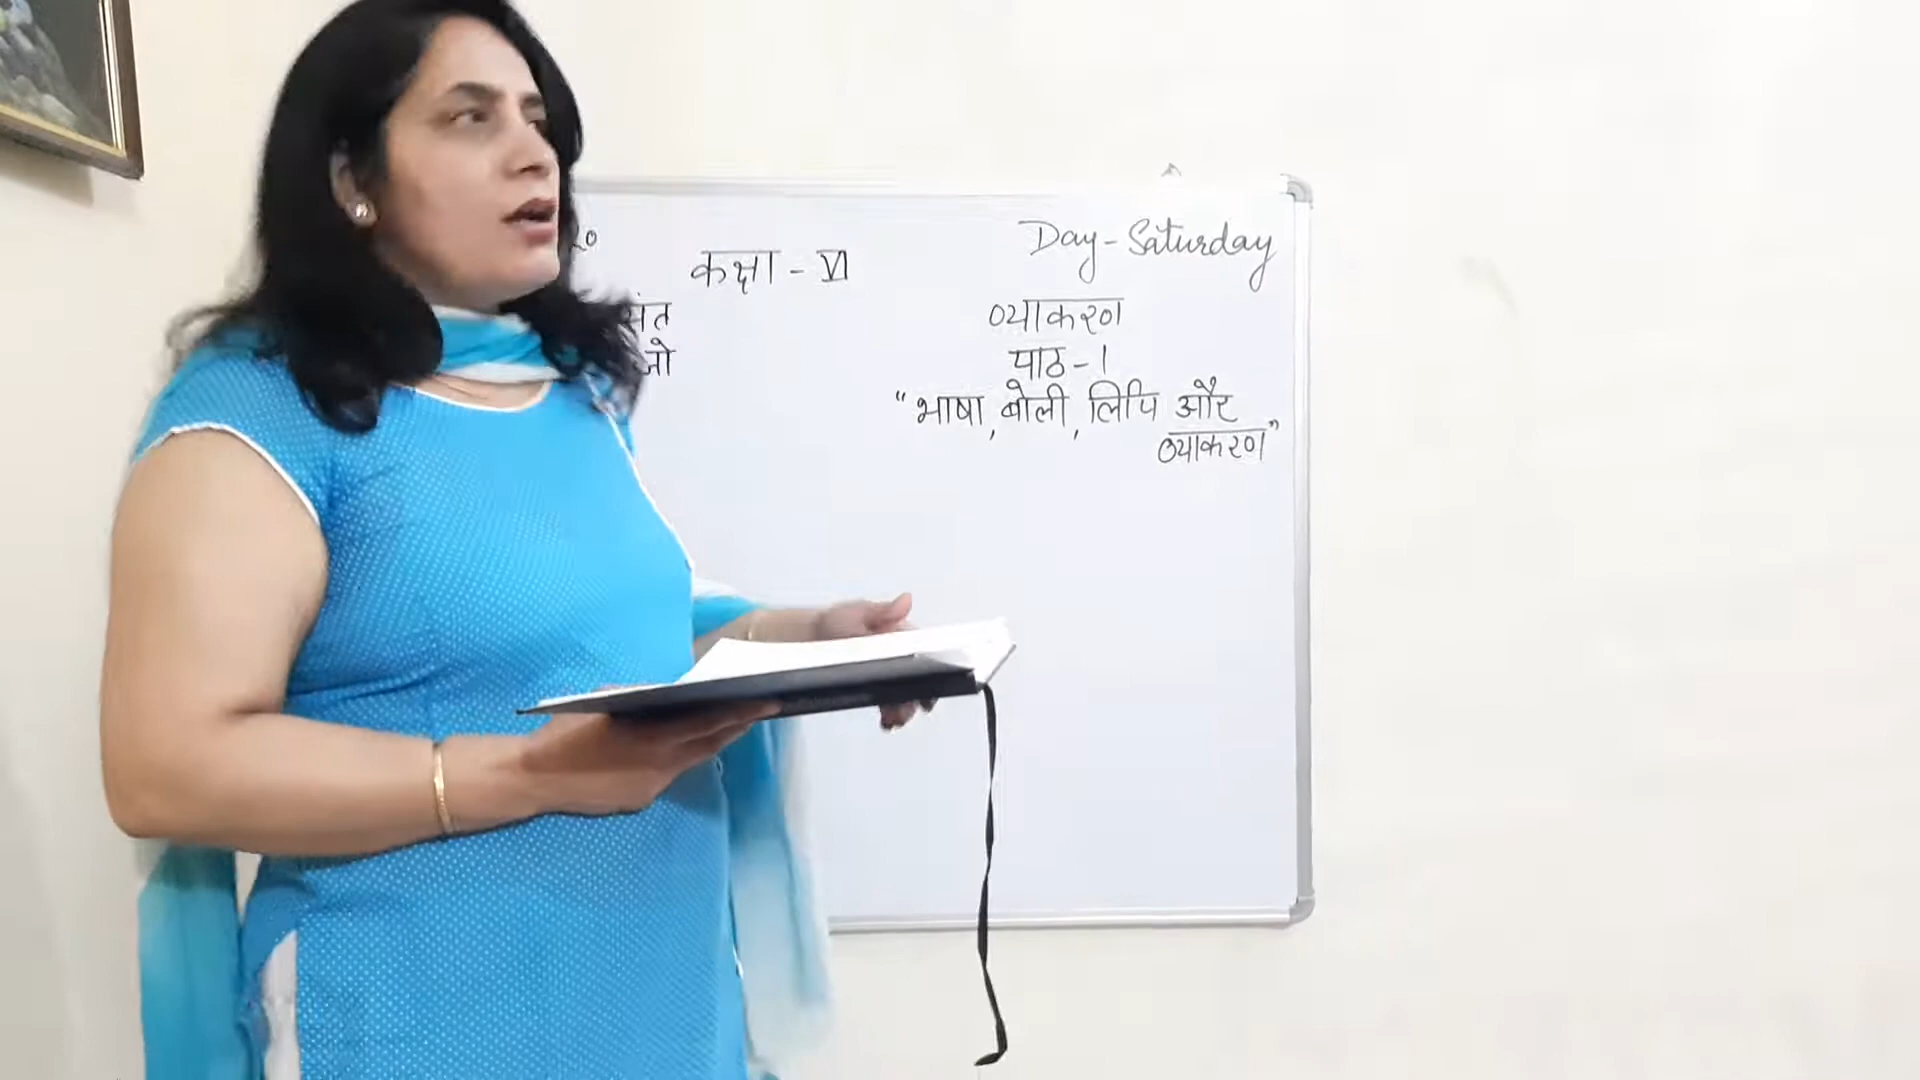 Day - Saturday
कक्षा - VI
व्याकरण
पाठ - 1
"भाषा, बोली, लिपि और
व्याकरण"